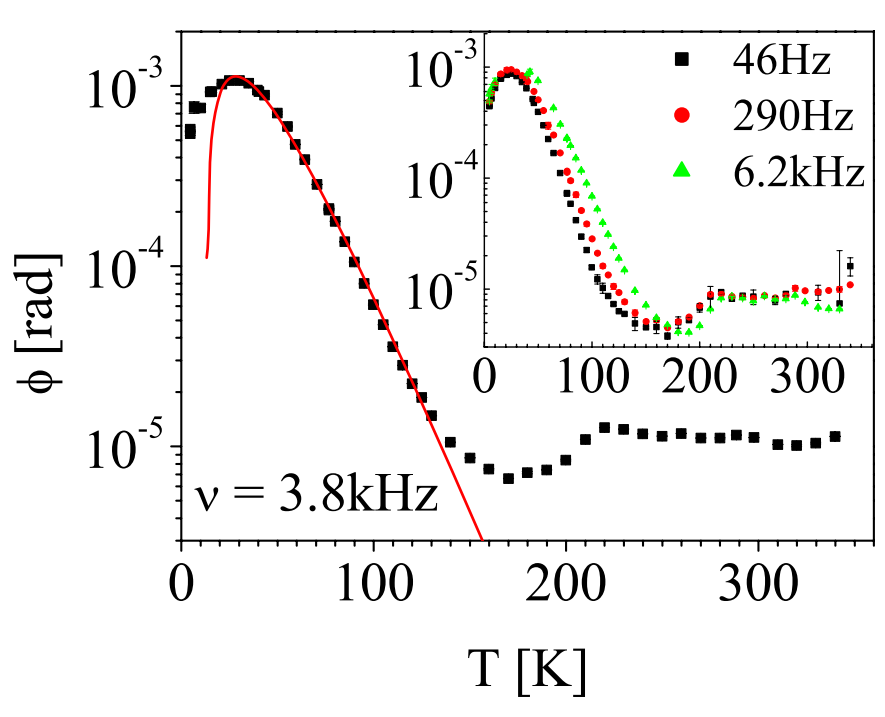 ϕ [rad]
10⁻³
10⁻⁴
10⁻⁵
0 100 200 300
T [K]
ν = 3.8kHz
10⁻³
10⁻⁴
10⁻⁵
0 100 200 300
46Hz
290Hz
6.2kHz